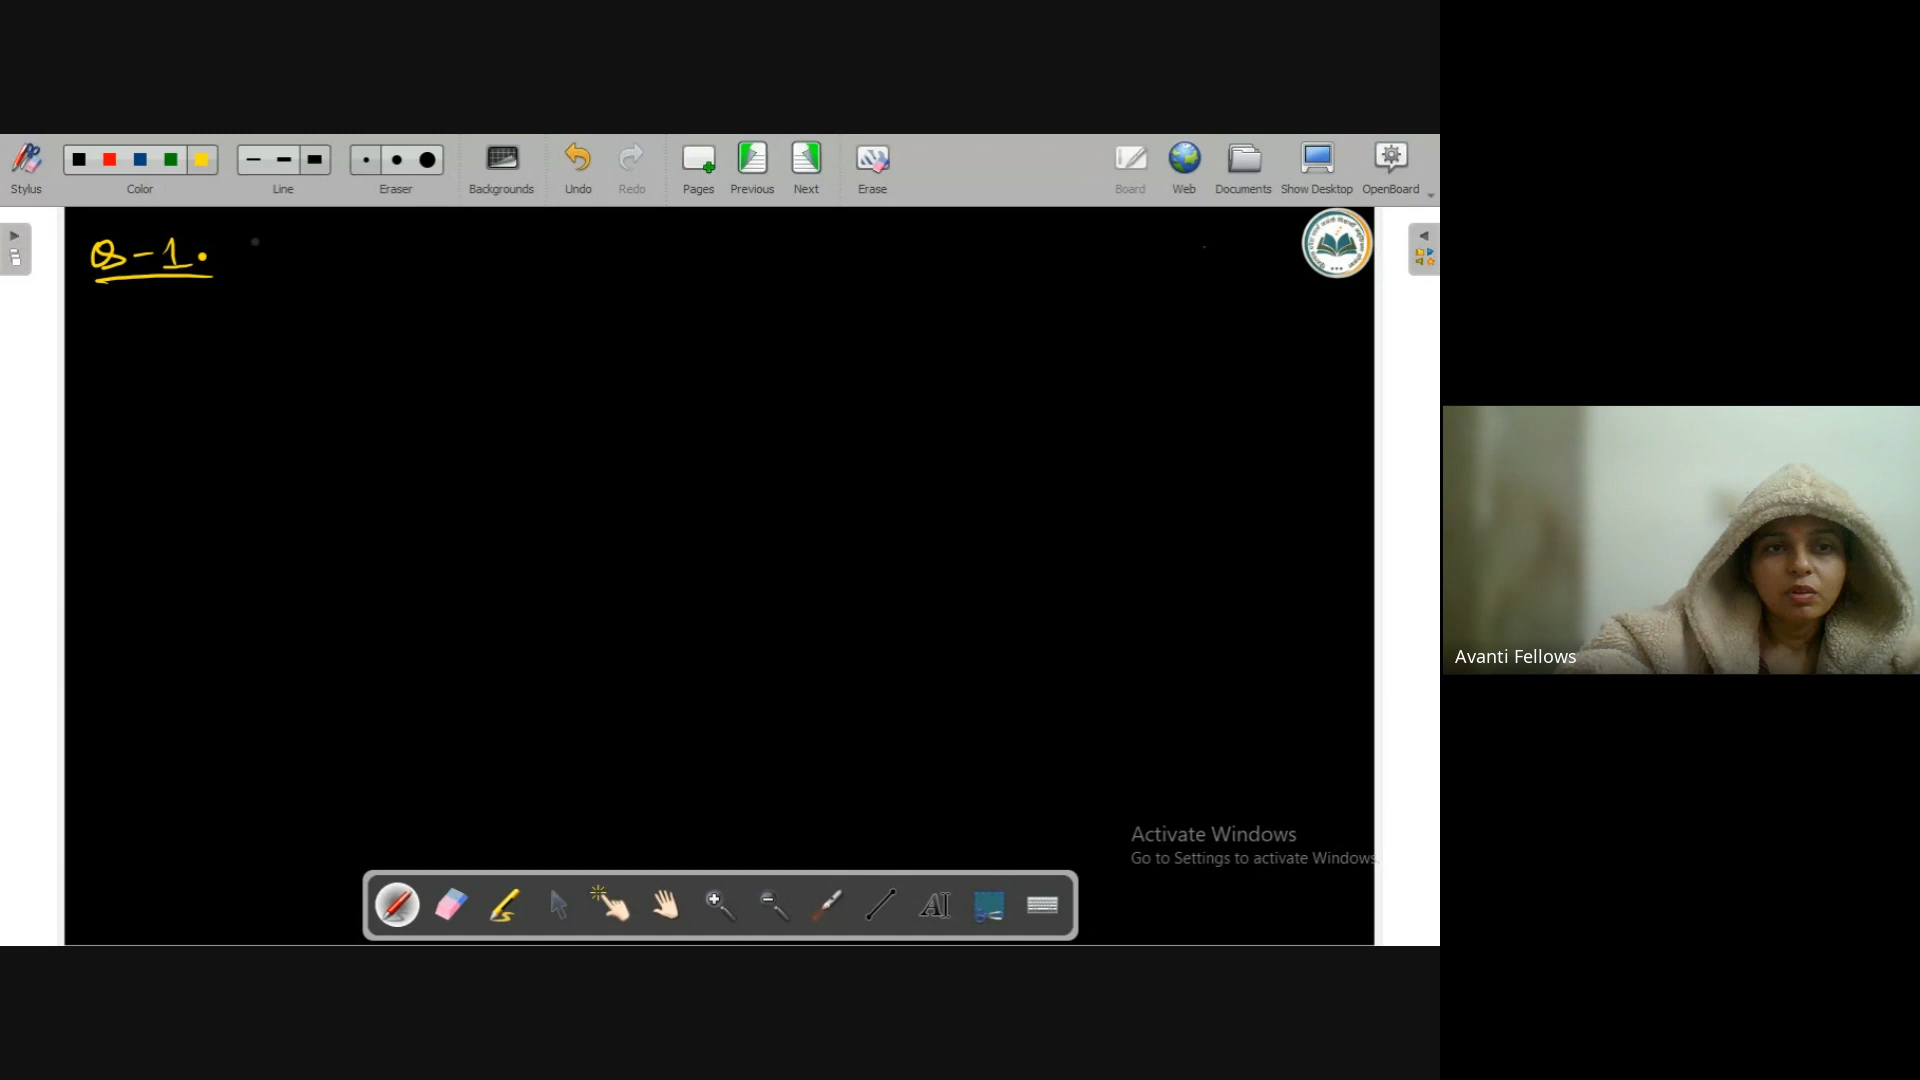 Stylus
Color
Line
Eraser
Backgrounds
Undo
Redo
Pages
Previous
Next
Erase
Board
Web
Documents
Show Desktop
OpenBoard
Q-1.
Avanti Fellows
Activate Windows
Go to Settings to activate Windows.
AI